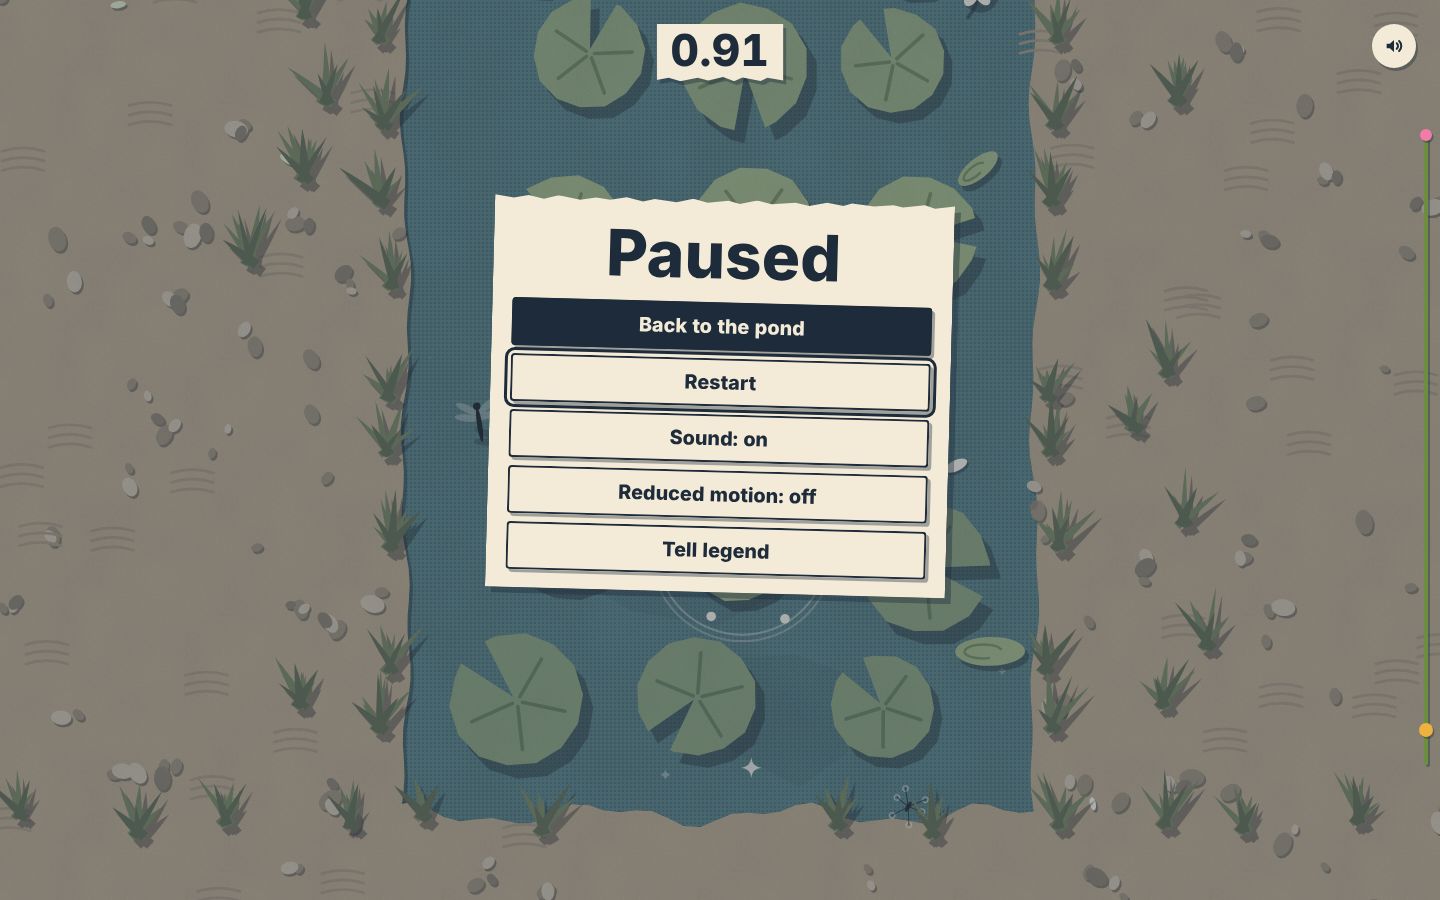 0.91
Paused
Back to the pond
Restart
Sound: on
Reduced motion: off
Tell legend